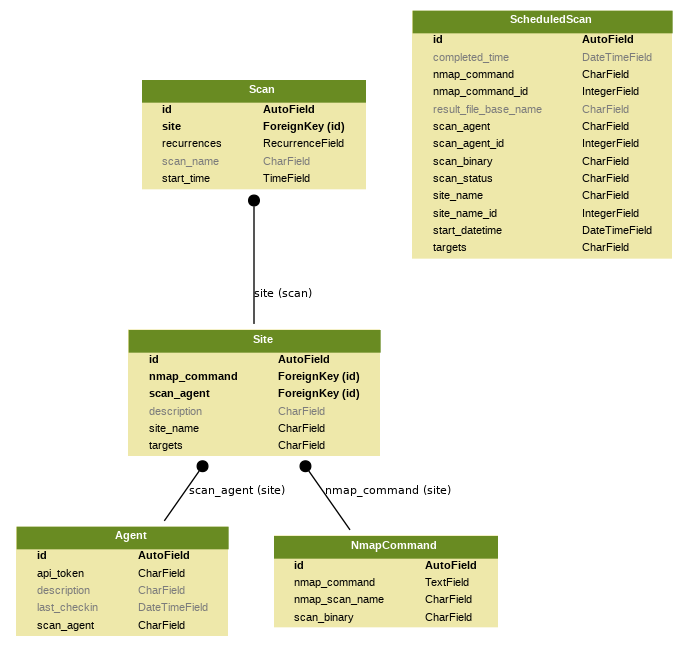 ScheduledScan
id AutoField
completed_time DateTimeField
nmap_command CharField
nmap_command_id IntegerField
result_file_base_name CharField
scan_agent CharField
scan_agent_id IntegerField
scan_binary CharField
scan_status CharField
site_name CharField
site_name_id IntegerField
start_datetime DateTimeField
targets CharField
Scan
id AutoField
site ForeignKey (id)
recurrences RecurrenceField
scan_name CharField
start_time TimeField
site (scan)
Site
id AutoField
nmap_command ForeignKey (id)
scan_agent ForeignKey (id)
description CharField
site_name CharField
targets CharField
scan_agent (site)
nmap_command (site)
Agent
id AutoField
api_token CharField
description CharField
last_checkin DateTimeField
scan_agent CharField
NmapCommand
id AutoField
nmap_command TextField
nmap_scan_name CharField
scan_binary CharField